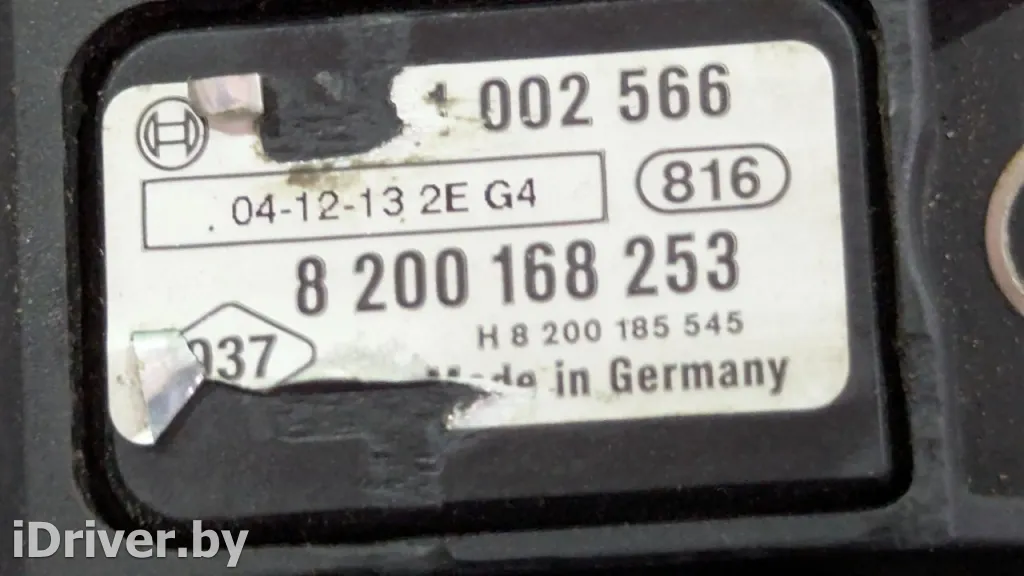 002 566
04-12-13 2E G4
816
8 200 168 253
H 8 200 185 545
037
in Germany
iDriver.by